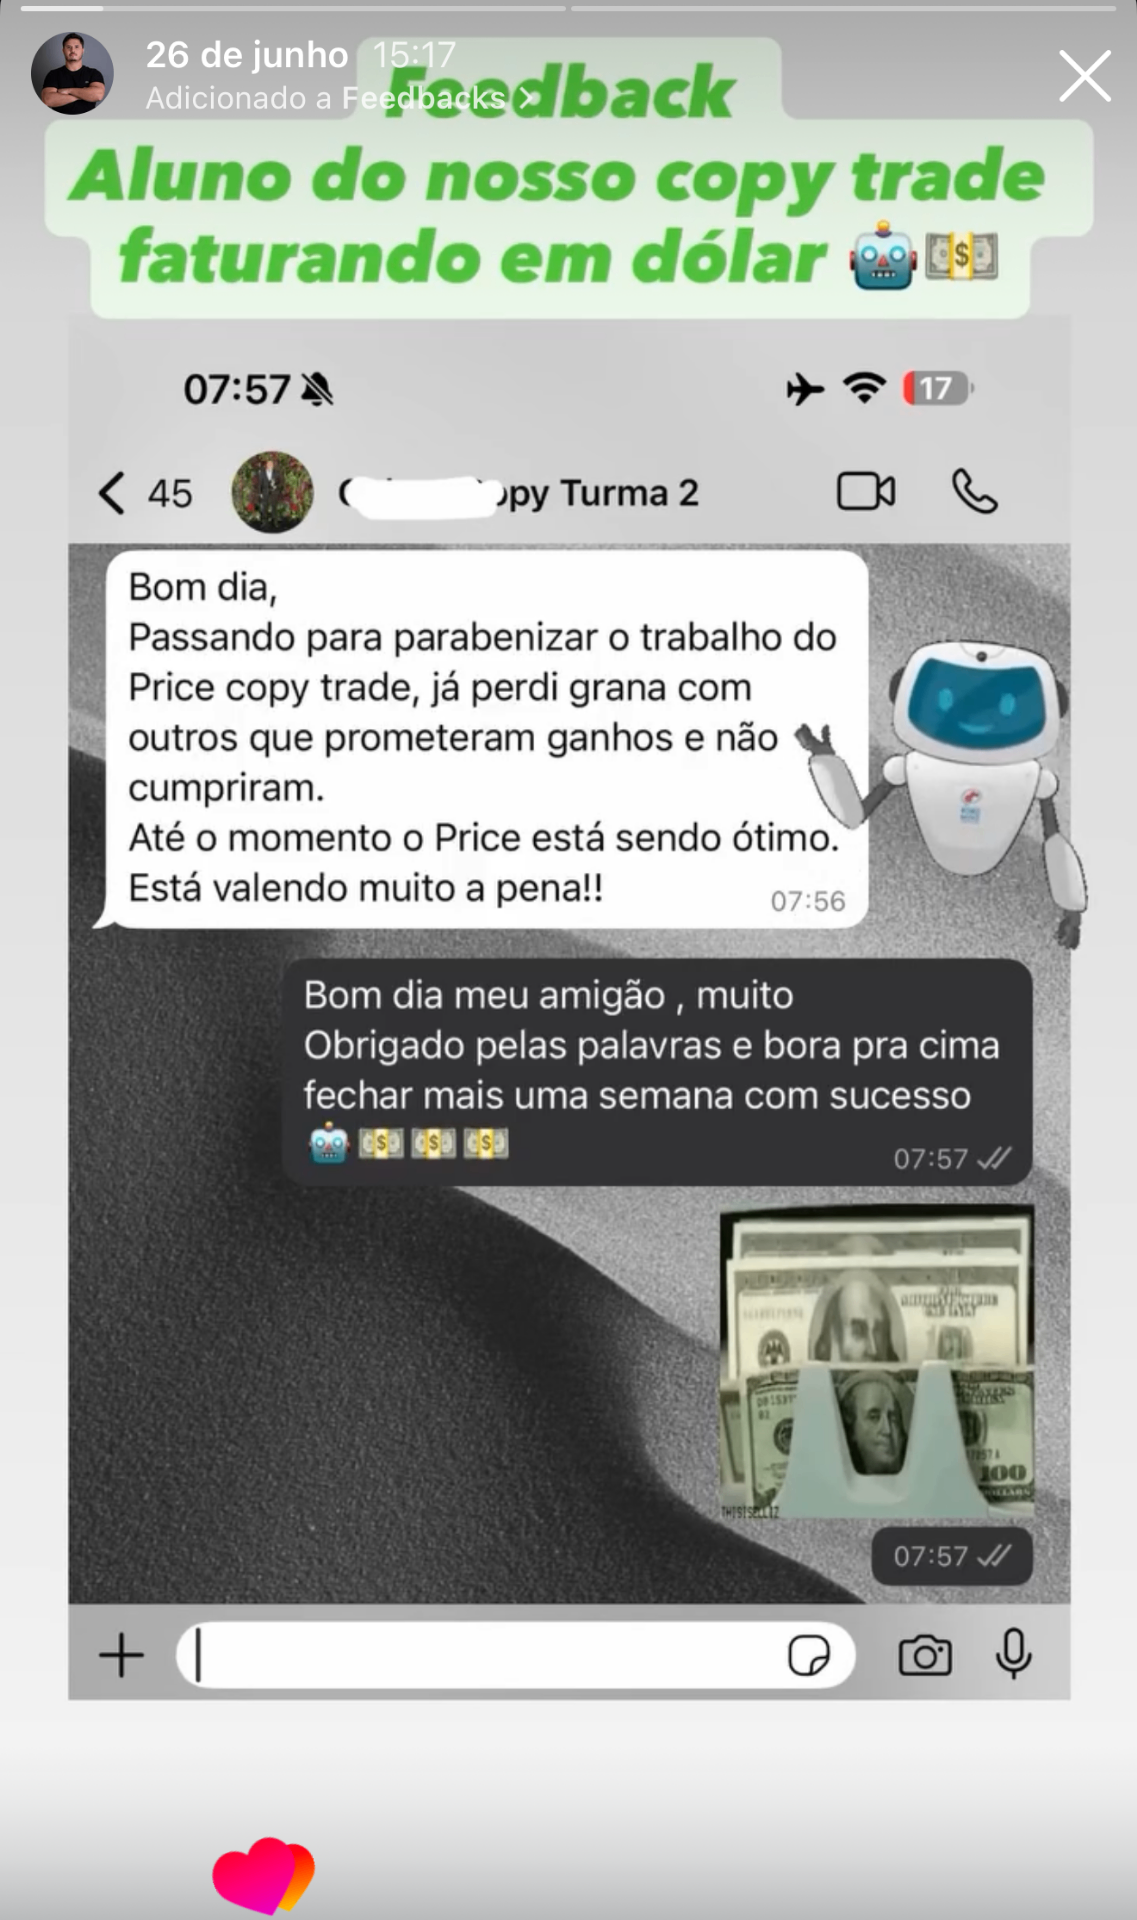 26 de junho 15:17
Adicionado a Feedbacks >
Feedback
Aluno do nosso copy trade
faturando em dólar
07:57
17
45
opy Turma 2
Bom dia,
Passando para parabenizar o trabalho do
Price copy trade, já perdi grana com
outros que prometeram ganhos e não
cumpriram.
Até o momento o Price está sendo ótimo.
Está valendo muito a pena!!
07:56
Bom dia meu amigão , muito
Obrigado pelas palavras e bora pra cima
fechar mais uma semana com sucesso
🤖💵💵💵
07:57
100
07:57